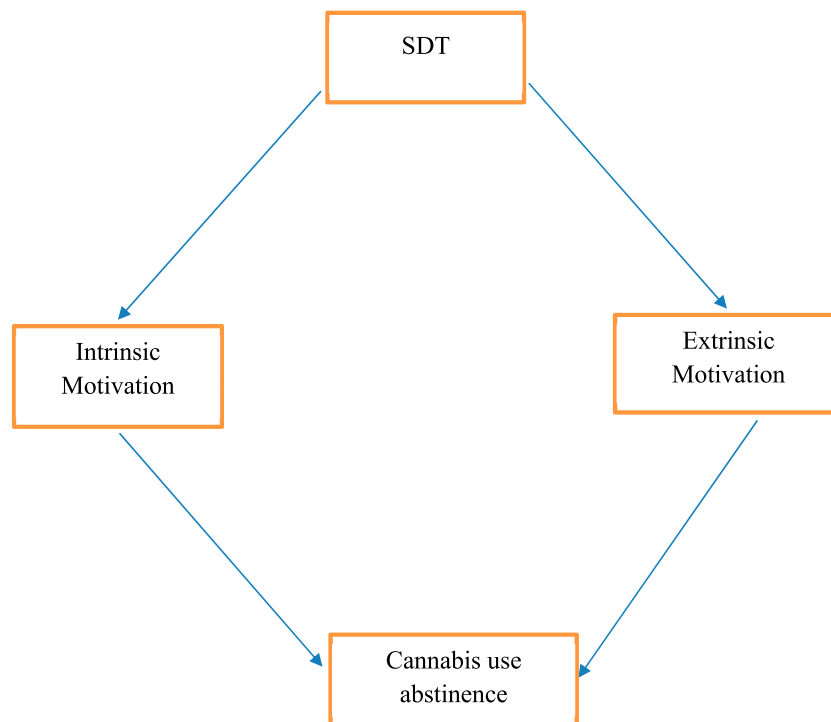 SDT
Intrinsic
Motivation
Extrinsic
Motivation
Cannabis use
abstinence